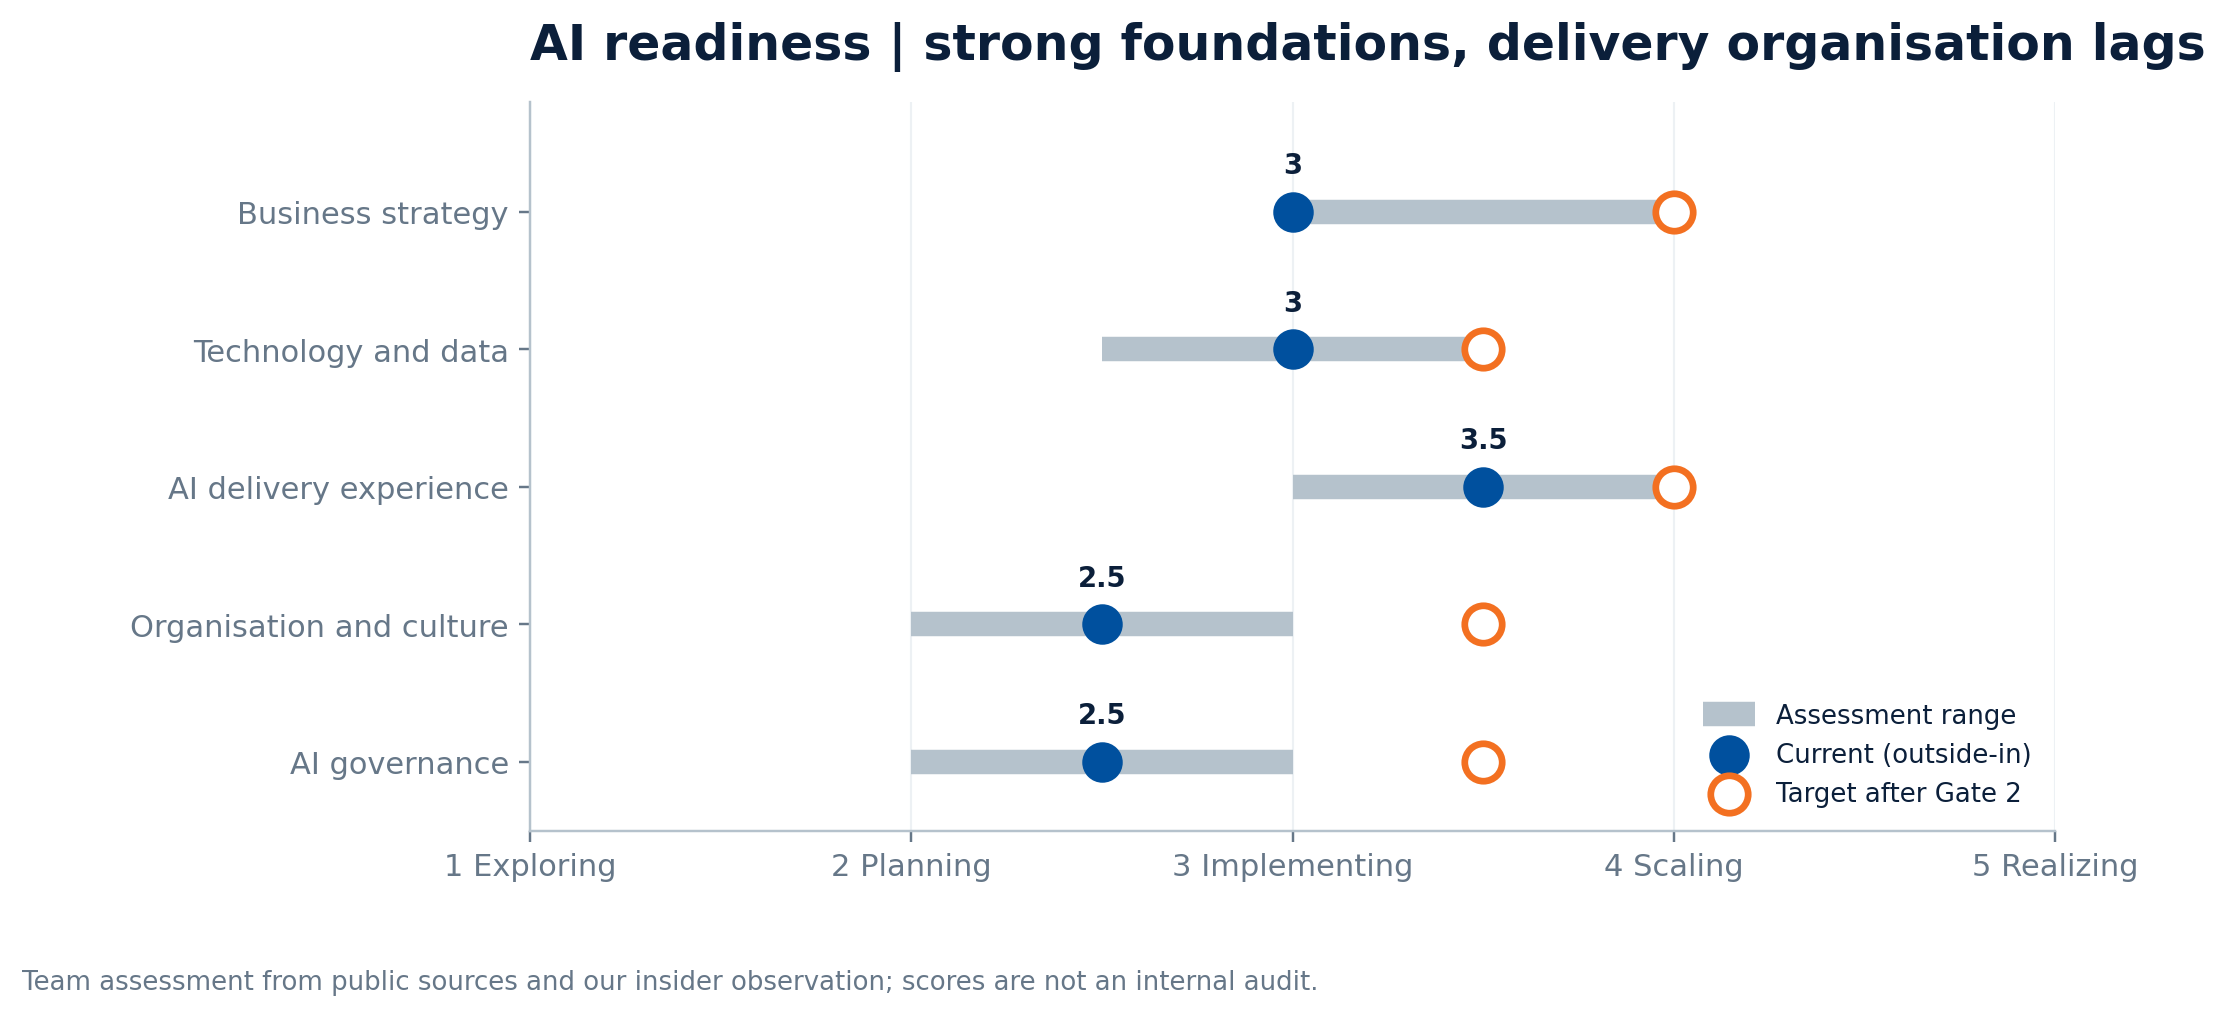 AI readiness | strong foundations, delivery organisation lags
3
Business strategy
3
Technology and data
3.5
AI delivery experience
2.5
Organisation and culture
2.5
AI governance
Assessment range
Current (outside-in)
Target after Gate 2
1 Exploring
2 Planning
3 Implementing
4 Scaling
5 Realizing
Team assessment from public sources and our insider observation; scores are not an internal audit.